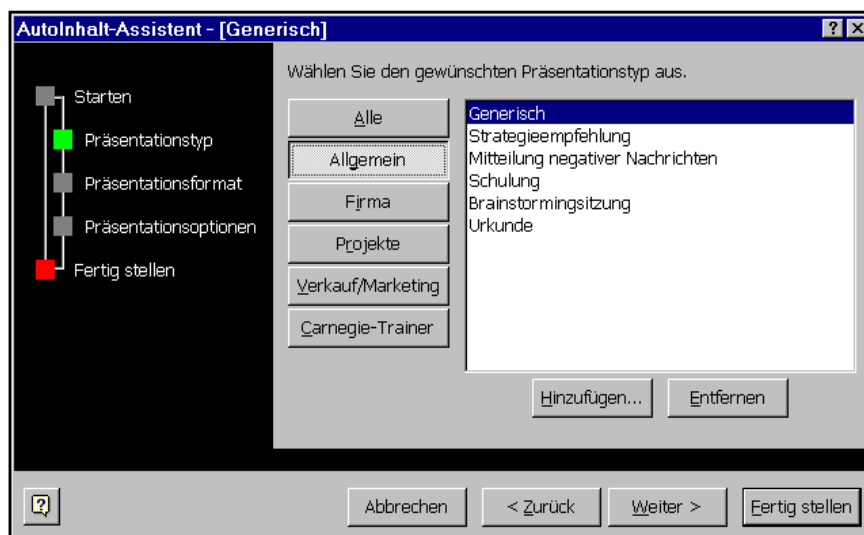 AutoInhalt-Assistent - [Generisch]
Starten
Präsentationstyp
Präsentationsformat
Präsentationsoptionen
Fertig stellen
Wählen Sie den gewünschten Präsentationstyp aus.
Alle
Allgemein
Firma
Projekte
Verkauf/Marketing
Carnegie-Trainer
Generisch
Strategieempfehlung
Mitteilung negativer Nachrichten
Schulung
Brainstormingsitzung
Urkunde
Hinzufügen... Entfernen
Abbrechen < Zurück Weiter > Fertig stellen